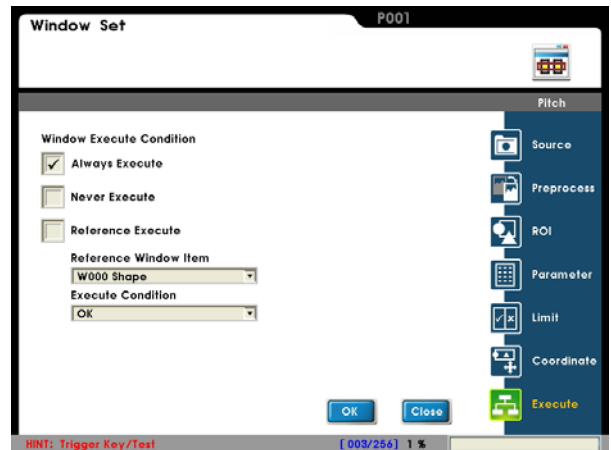 Window Set
P001
Pitch
Window Execute Condition
Always Execute
Never Execute
Reference Execute
Reference Window Item
W000 Shape
Execute Condition
OK
Source
Preprocess
ROI
Parameter
Limit
Coordinate
Execute
OK
Close
HINT: Trigger Key/Test
[ 003/256] 1 %